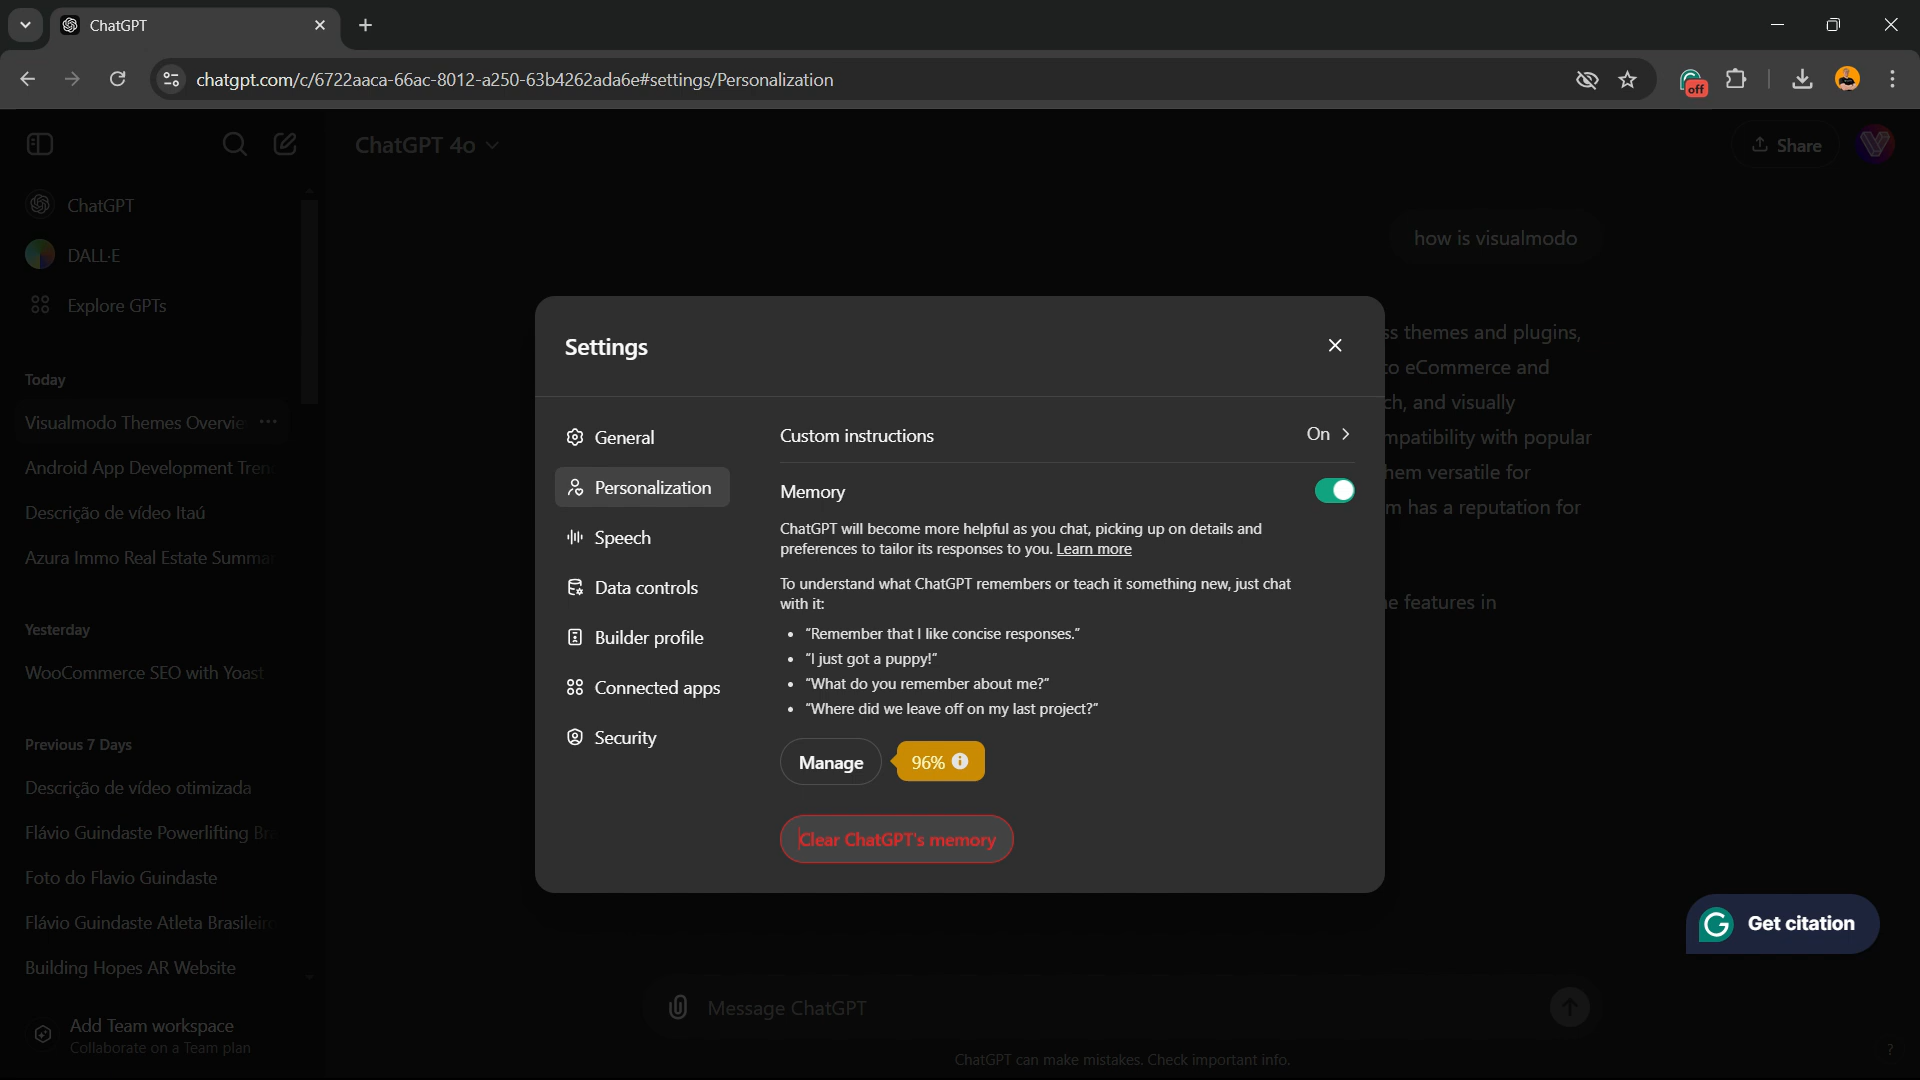 ChatGPT
chatgpt.com/c/6722aaca-66ac-8012-a250-63b4262ada6e#settings/Personalization
off
ChatGPT 4o
Share
ChatGPT
DALL·E
Explore GPTs
Today
Visualmodo Themes Overvie
Android App Development Tren
Descrição de vídeo Itaú
Azura Immo Real Estate Summar
Yesterday
WooCommerce SEO with Yoast
Previous 7 Days
Descrição de vídeo otimizada
Flávio Guindaste Powerlifting Bra
Foto do Flavio Guindaste
Flávio Guindaste Atleta Brasileiro
Building Hopes AR Website
Add Team workspace
Collaborate on a Team plan
how is visualmodo
ss themes and plugins,
to eCommerce and
ch, and visually
mpatibility with popular
hem versatile for
m has a reputation for
e features in
Settings
General
Personalization
Speech
Data controls
Builder profile
Connected apps
Security
Custom instructions
On
Memory
ChatGPT will become more helpful as you chat, picking up on details and
preferences to tailor its responses to you. Learn more
To understand what ChatGPT remembers or teach it something new, just chat
with it:
• “Remember that I like concise responses.”
• “I just got a puppy!”
• “What do you remember about me?”
• “Where did we leave off on my last project?”
Manage
96%
Clear ChatGPT's memory
Get citation
Message ChatGPT
ChatGPT can make mistakes. Check important info.
?